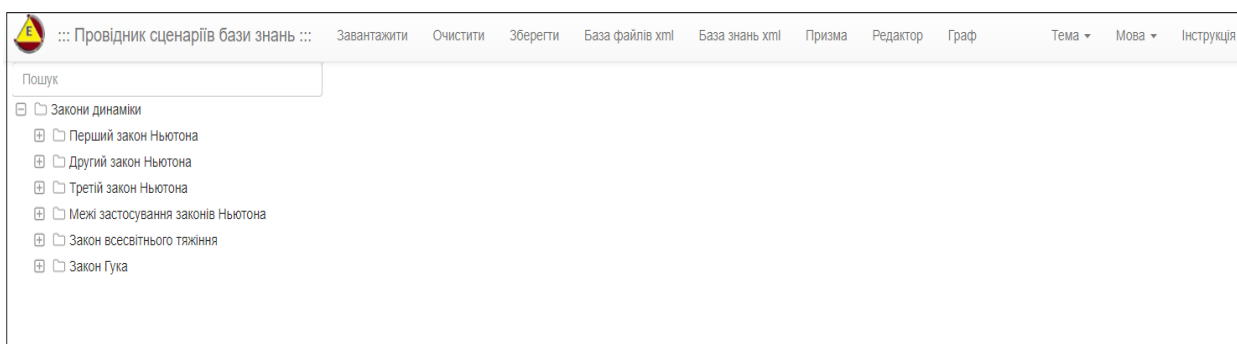 E ::: Провідник сценаріїв бази знань ::: Завантажити Очистити Зберегти База файлів xml База знань xml Призма Редактор Граф Тема Мова Інструкція
Пошук
Закони динаміки
Перший закон Ньютона
Другий закон Ньютона
Третій закон Ньютона
Межі застосування законів Ньютона
Закон всесвітнього тяжіння
Закон Гука